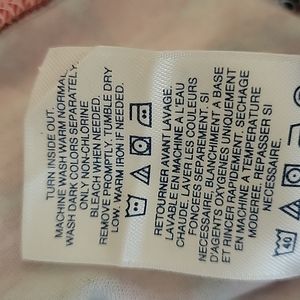 TURN INSIDE OUT.
MACHINE WASH WARM NORMAL.
WASH DARK COLORS SEPARATELY.
ONLY NON-CHLORINE
BLEACH WHEN NEEDED.
REMOVE PROMPTLY. TUMBLE DRY
LOW, WARM IRON IF NEEDED.
RETOURNER AVANT LAVAGE.
LAVABLE EN MACHINE A L'EAU
CHAUDE. LAVER LES COULEURS
FONCEES SEPAREMENT. SI
NECESSAIRE, BLANCHIMENT A BASE
D'AGENTS OXYGENES UNIQUEMENT
ET RINCER RAPIDEMENT. SECHAGE
EN MACHINE A TEMPERATURE
MODEREE. REPASSER SI
NECESSAIRE.
40